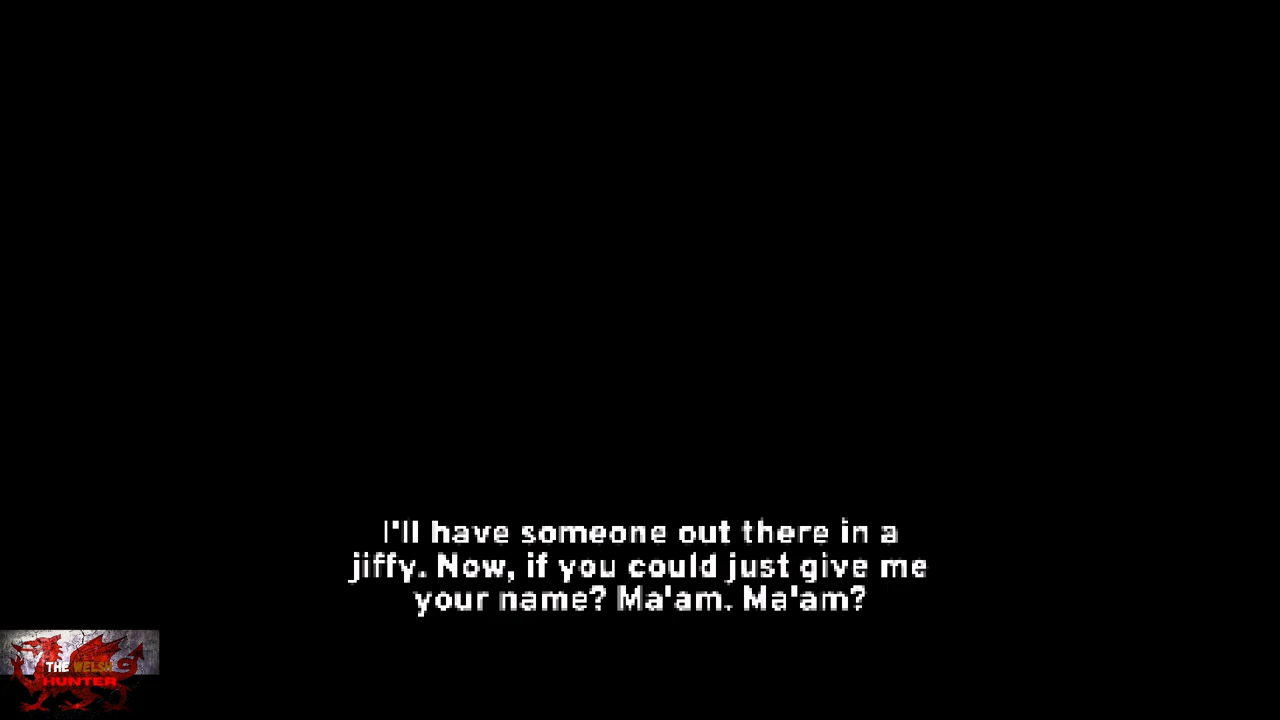 I'll have someone out there in a
jiffy. Now, if you could just give me
your name? Ma'am. Ma'am?
THE WELSH
HUNTER